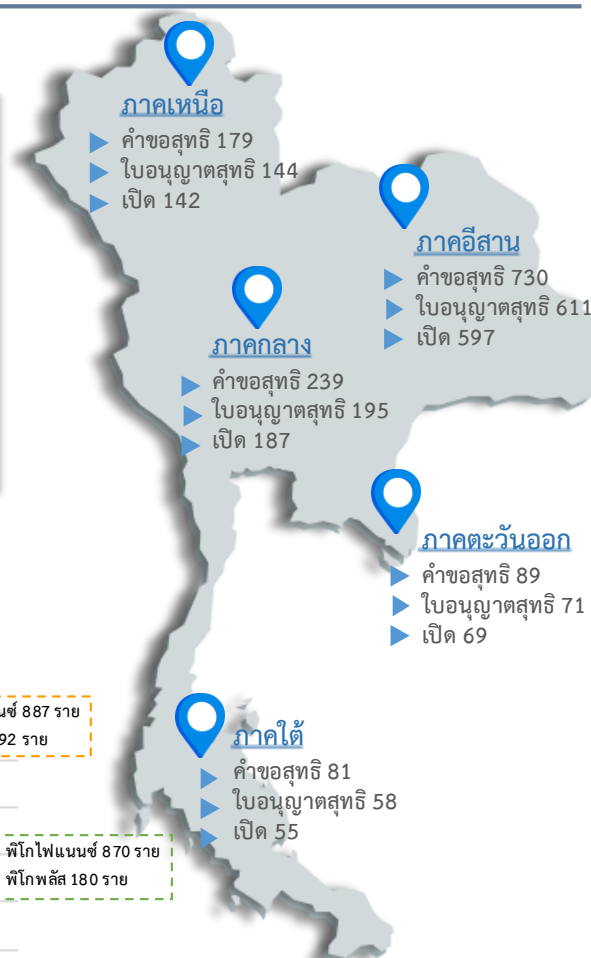 ภาคเหนือ
คำขอสุทธิ 179
ใบอนุญาตสุทธิ 144
เปิด 142
ภาคอีสาน
คำขอสุทธิ 730
ใบอนุญาตสุทธิ 611
เปิด 597
ภาคกลาง
คำขอสุทธิ 239
ใบอนุญาตสุทธิ 195
เปิด 187
ภาคตะวันออก
คำขอสุทธิ 89
ใบอนุญาตสุทธิ 71
เปิด 69
ภาคใต้
คำขอสุทธิ 81
ใบอนุญาตสุทธิ 58
เปิด 55
887 ราย
92 ราย
พิโกไฟแนนซ์ 870 ราย
พิโกพลัส 180 ราย